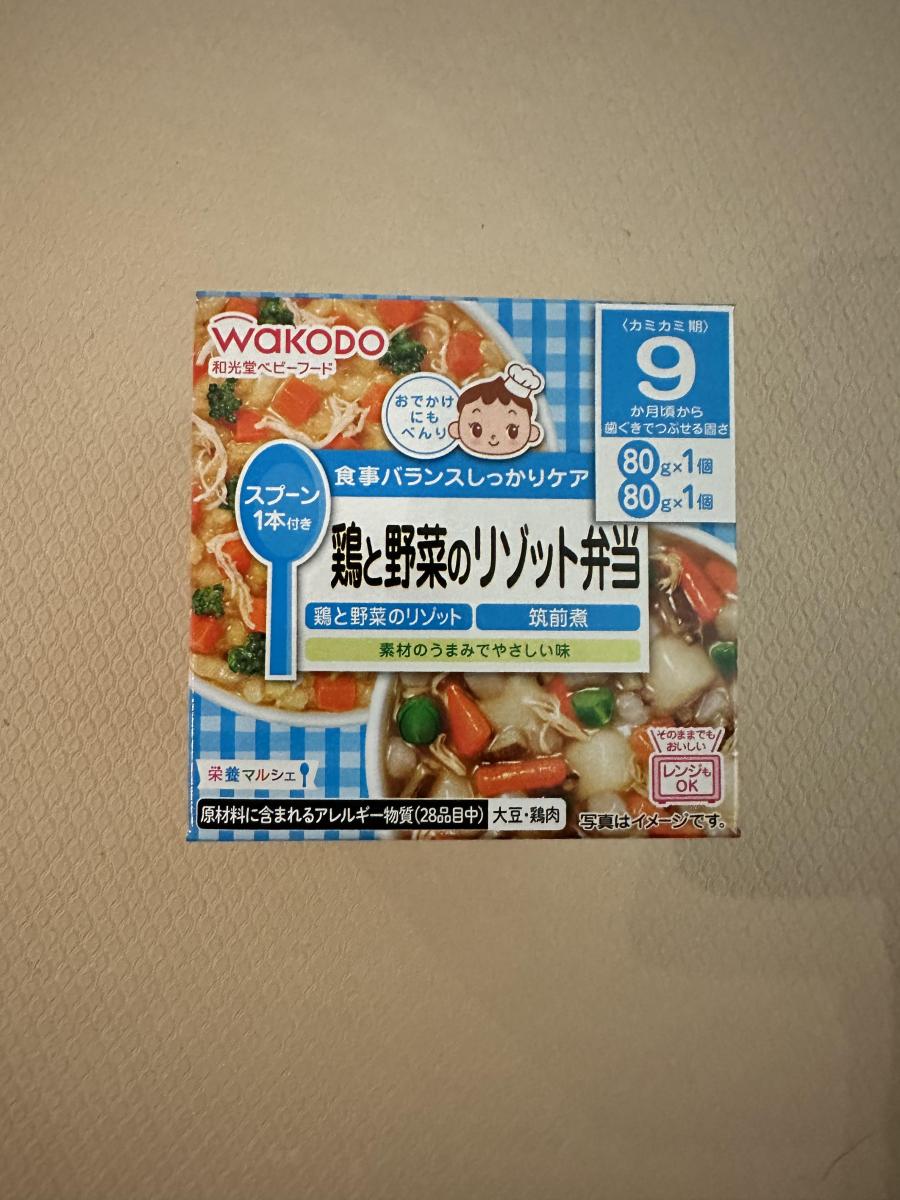 WaKODO
和光堂ベビーフード
おでかけ
にも
べんり
〈カミカミ期〉
9
か月頃から
歯ぐきでつぶせる固さ
80g×1個
80g×1個
食事バランスしっかりケア
スプーン
1本付き
鶏と野菜のリゾット弁当
鶏と野菜のリゾット
筑前煮
素材のうまみでやさしい味
そのままでも
おいしい
レンジも
OK
栄養マルシェ
原材料に含まれるアレルギー物質(28品目中) 大豆・鶏肉
写真はイメージです。